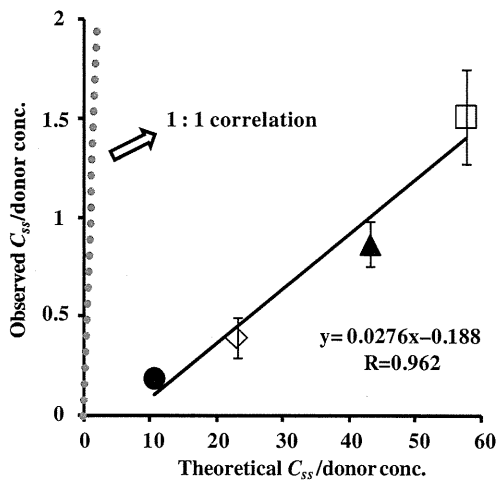 2
1.5
1
0.5
0
Observed Css/donor conc.
1 : 1 correlation
y= 0.0276x–0.188
R=0.962
0 10 20 30 40 50 60
Theoretical Css/donor conc.